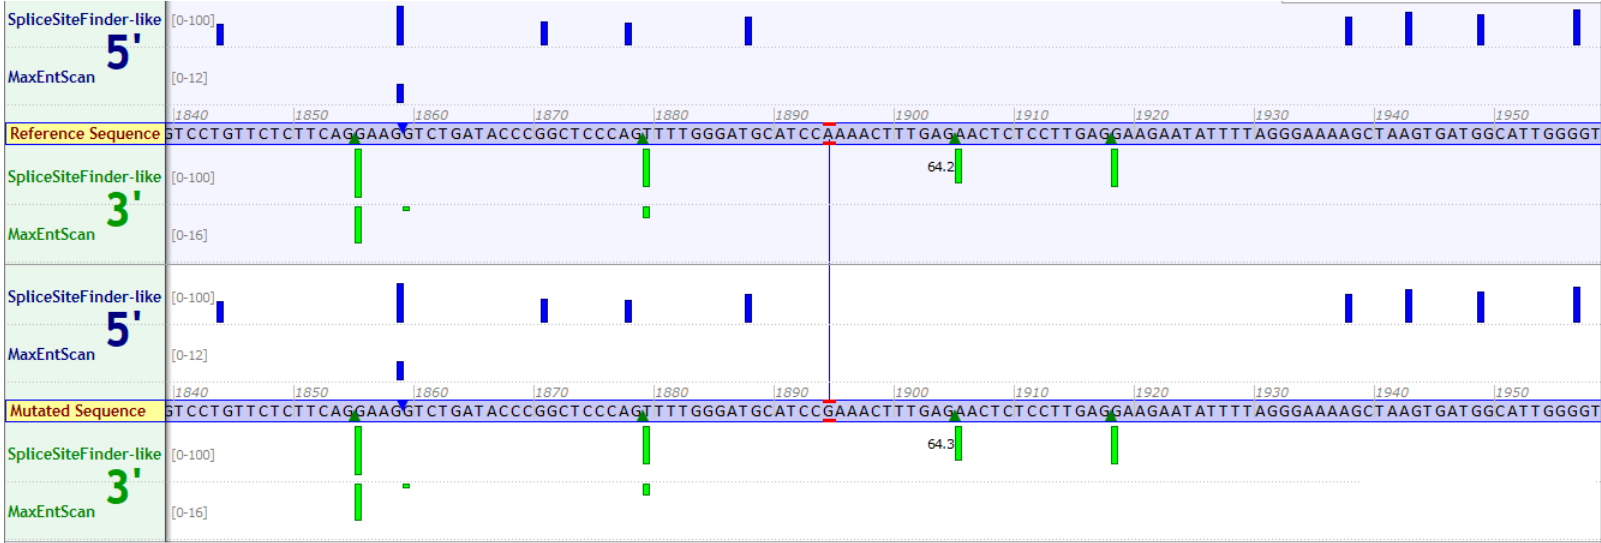 SpliceSiteFinder-like [0-100]
5'
MaxEntScan [0-12]
1840 1850 1860 1870 1880 1890 1900 1910 1920 1930 1940 1950
Reference Sequence GTCCTGTTCTCTTCAGGAAGGTCTGATACCCGGCTCCCAGTTTTGGGATGCATCCAAAACTTTGAGAACTCTCCTTGAGGAAGAATATTTTAGGGAAAAGCTAAGTGATGGCATTGGGGT
64.2
SpliceSiteFinder-like [0-100]
3'
MaxEntScan [0-16]
SpliceSiteFinder-like [0-100]
5'
MaxEntScan [0-12]
1840 1850 1860 1870 1880 1890 1900 1910 1920 1930 1940 1950
Mutated Sequence GTCCTGTTCTCTTCAGGAAGGTCTGATACCCGGCTCCCAGTTTTGGGATGCATCCGAAACTTTGAGAACTCTCCTTGAGGAAGAATATTTTAGGGAAAAGCTAAGTGATGGCATTGGGGT
64.3
SpliceSiteFinder-like [0-100]
3'
MaxEntScan [0-16]